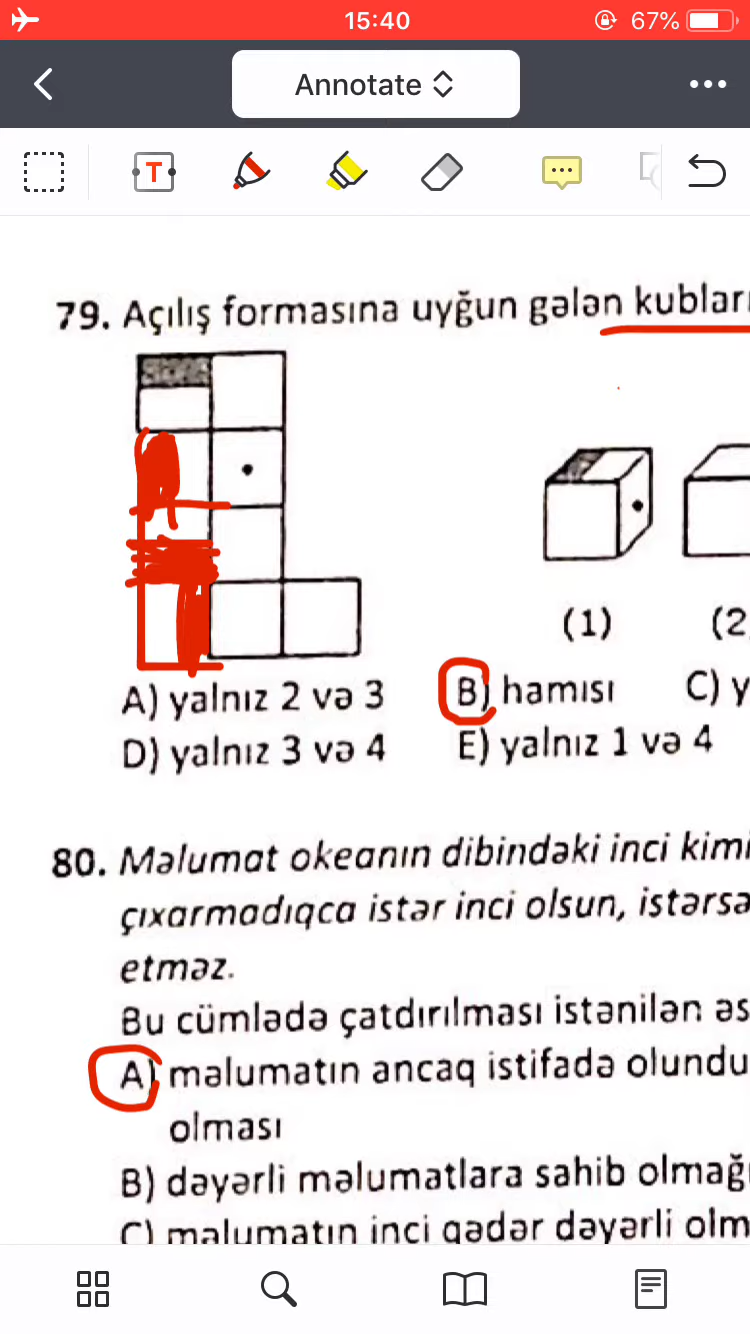 15:40
67%
Annotate
T
79. Açılış formasına uyğun gələn kubları
(1) (2
A) yalnız 2 və 3 B) hamısı C) y
D) yalnız 3 və 4 E) yalnız 1 və 4
80. Məlumat okeanın dibindəki inci kimi
çıxarmadıqca istər inci olsun, istərsə
etməz.
Bu cümlədə çatdırılması istənilən əs
A) məlumatın ancaq istifadə olundu
olması
B) dəyərli məlumatlara sahib olmağı
C) məlumatın inci qədər dəyərli olm